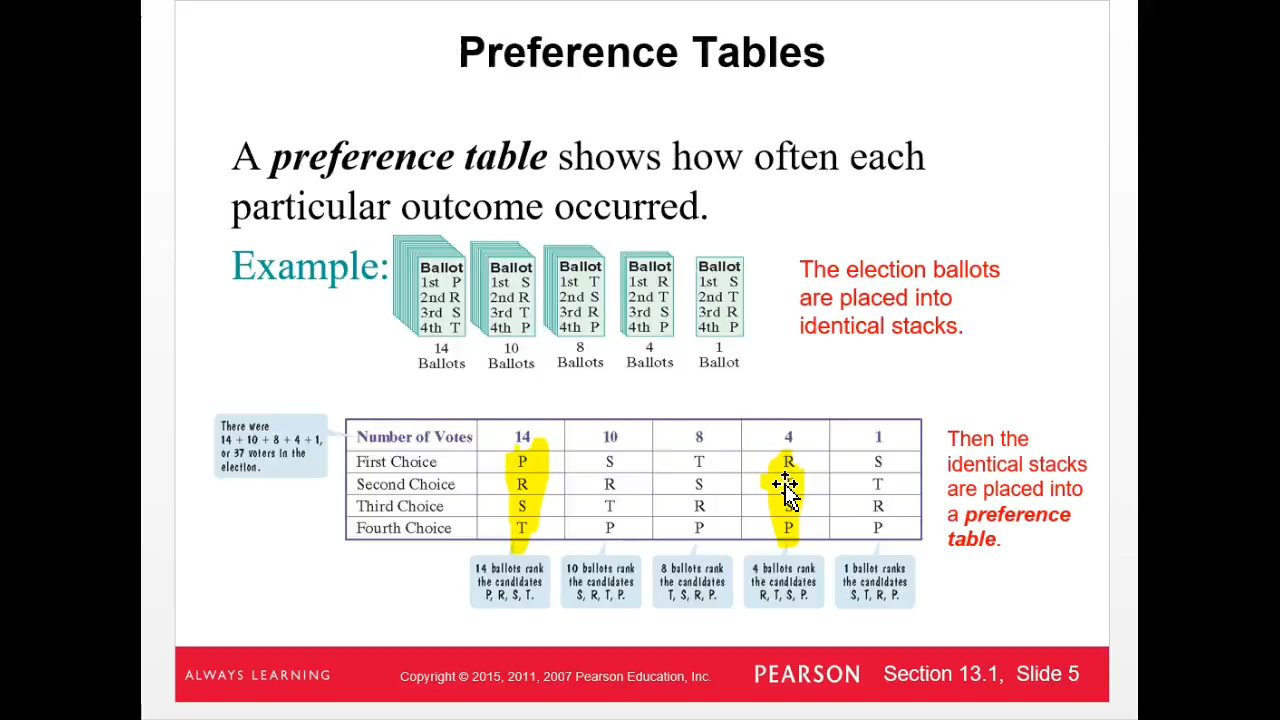 Preference Tables
A preference table shows how often each
particular outcome occurred.
Example:
Ballot
1st P
2nd R
3rd S
4th T
14
Ballots
Ballot
1st S
2nd R
3rd T
4th P
10
Ballots
Ballot
1st T
2nd S
3rd R
4th P
8
Ballots
Ballot
1st R
2nd T
3rd S
4th P
4
Ballots
Ballot
1st S
2nd T
3rd R
4th P
1
Ballot
The election ballots
are placed into
identical stacks.
There were
14 + 10 + 8 + 4 + 1,
or 37 voters in the
election.
Number of Votes 14 10 8 4 1
First Choice P S T R S
Second Choice R R S T
Third Choice S T R S R
Fourth Choice T P P P P
14 ballots rank
the candidates
P, R, S, T.
10 ballots rank
the candidates
S, R, T, P.
8 ballots rank
the candidates
T, S, R, P.
4 ballots rank
the candidates
R, T, S, P.
1 ballot ranks
the candidates
S, T, R, P.
Then the
identical stacks
are placed into
a preference
table.
ALWAYS LEARNING
Copyright © 2015, 2011, 2007 Pearson Education, Inc.
PEARSON
Section 13.1, Slide 5